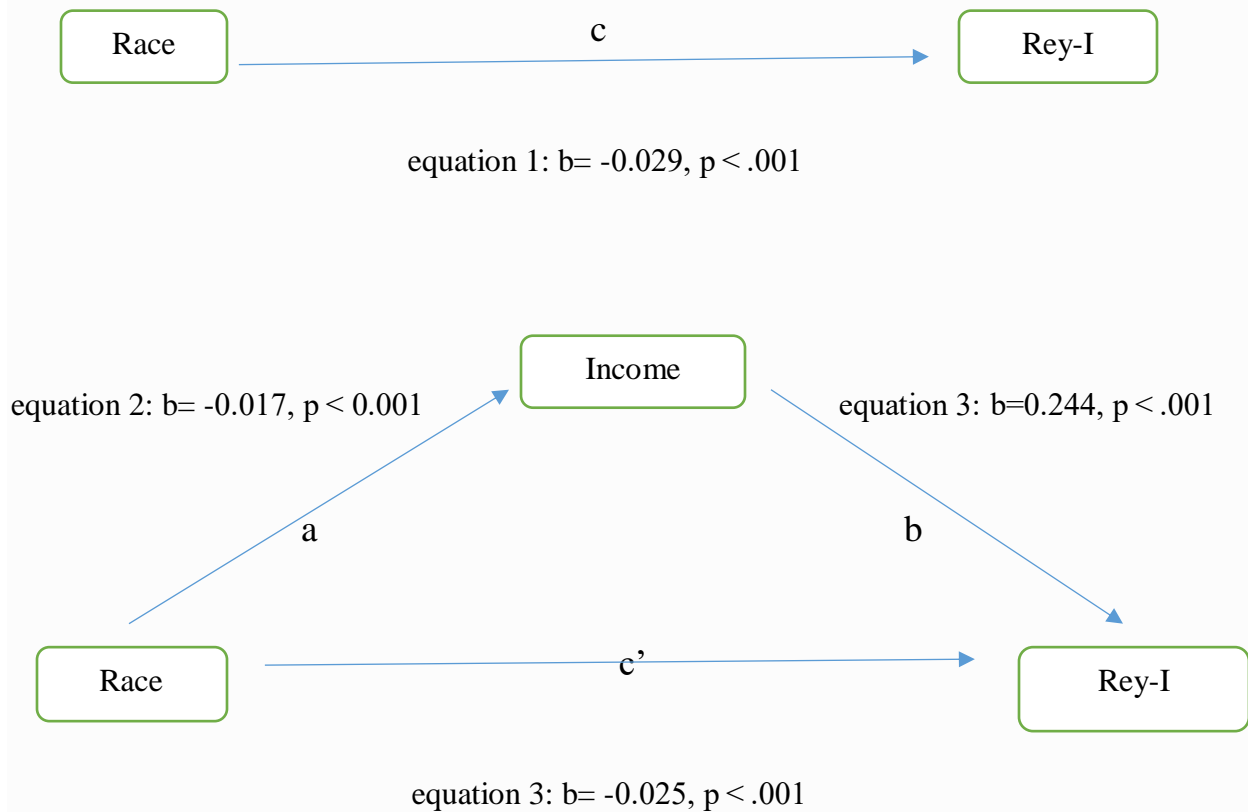 Race
c
Rey-I
equation 1: b= -0.029, p < .001
Income
equation 2: b= -0.017, p < 0.001
equation 3: b=0.244, p < .001
a
b
Race
c’
Rey-I
equation 3: b= -0.025, p < .001